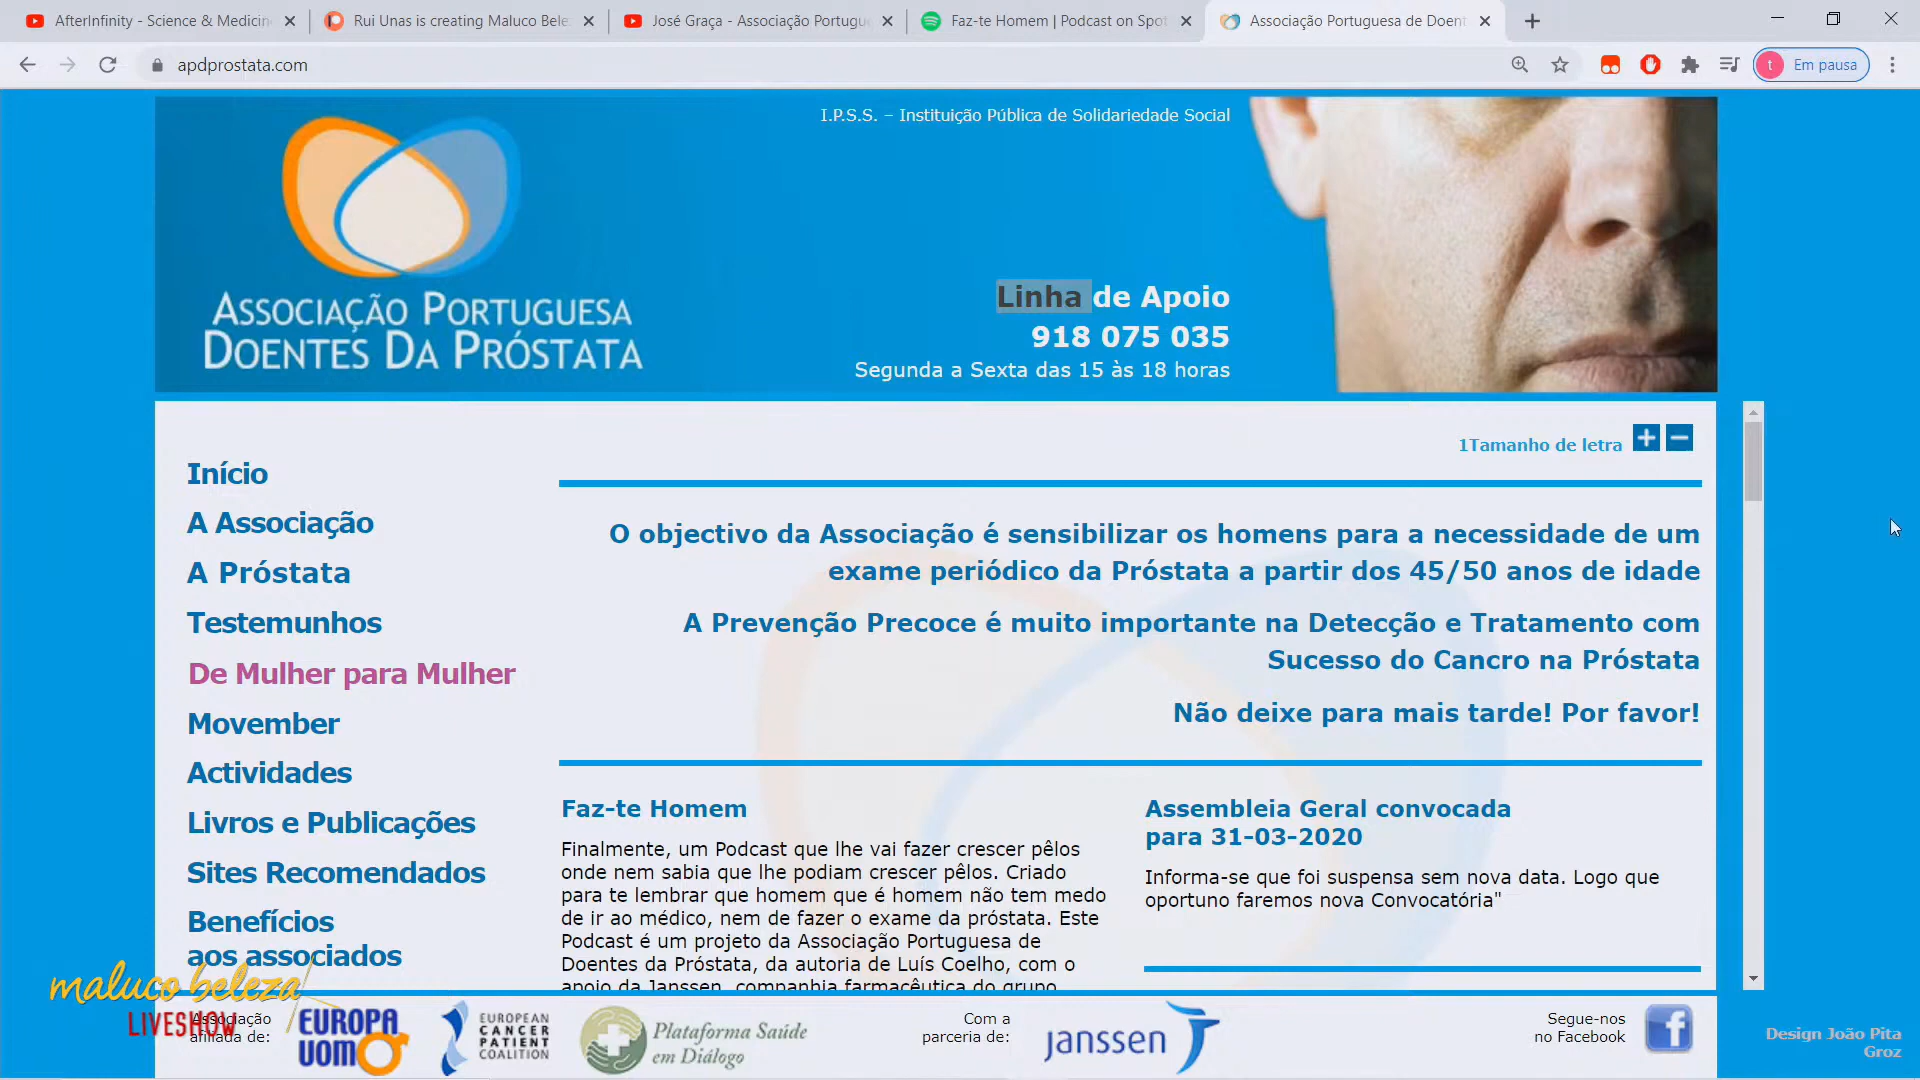 AfterInfinity - Science & Medicin
Rui Unas is creating Maluco Bele
José Graça - Associação Portugu
Faz-te Homem | Podcast on Spot
Associação Portuguesa de Doent
apdprostata.com
t
Em pausa
I.P.S.S. – Instituição Pública de Solidariedade Social
ASSOCIAÇÃO PORTUGUESA
DOENTES DA PRÓSTATA
Linha de Apoio
918 075 035
Segunda a Sexta das 15 às 18 horas
1Tamanho de letra + −
Início
A Associação
A Próstata
Testemunhos
De Mulher para Mulher
Movember
Actividades
Livros e Publicações
Sites Recomendados
Benefícios
aos associados
O objectivo da Associação é sensibilizar os homens para a necessidade de um
exame periódico da Próstata a partir dos 45/50 anos de idade
A Prevenção Precoce é muito importante na Detecção e Tratamento com
Sucesso do Cancro na Próstata
Não deixe para mais tarde! Por favor!
Faz-te Homem
Finalmente, um Podcast que lhe vai fazer crescer pêlos
onde nem sabia que lhe podiam crescer pêlos. Criado
para te lembrar que homem que é homem não tem medo
de ir ao médico, nem de fazer o exame da próstata. Este
Podcast é um projeto da Associação Portuguesa de
Doentes da Próstata, da autoria de Luís Coelho, com o
apoio da Janssen, companhia farmacêutica do grupo
Assembleia Geral convocada
para 31-03-2020
Informa-se que foi suspensa sem nova data. Logo que
oportuno faremos nova Convocatória"
maluco beleza
LIVESHOW
Associação
afiliada de:
EUROPA
UOMO
EUROPEAN
CANCER
PATIENT
COALITION
Plataforma Saúde
em Diálogo
Com a
parceria de:
janssen
Segue-nos
no Facebook
f
Design João Pita
Groz